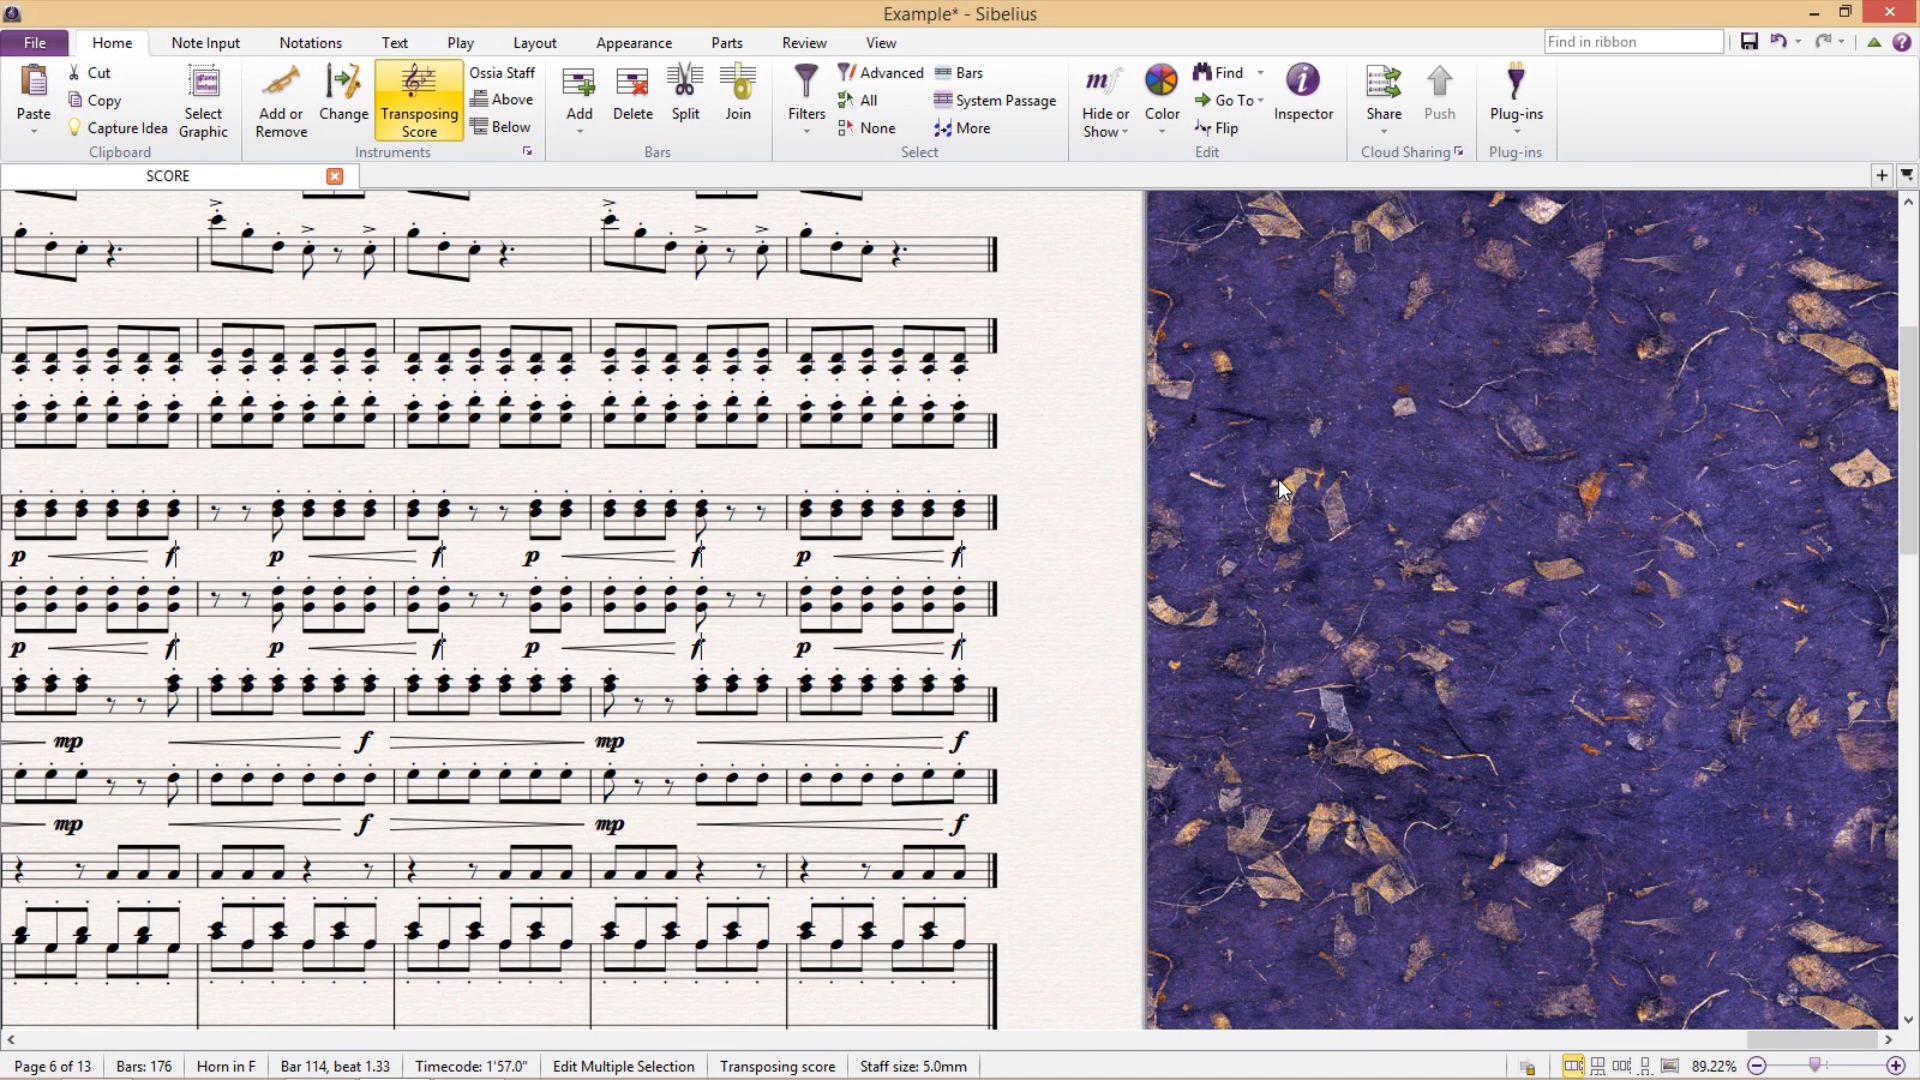 Example* - Sibelius
File Home Note Input Notations Text Play Layout Appearance Parts Review View Find in ribbon
Paste Cut Copy Capture Idea Select Graphic
Clipboard
Add or Remove Change Transposing Score Ossia Staff Above Below
Instruments
Add Delete Split Join
Bars
Filters Advanced All None Bars System Passage More
Select
Hide or Show Color Find Go To Flip Inspector
Edit
Share Push
Cloud Sharing
Plug-ins
Plug-ins
SCORE
p f p f p f p f
p f p f p f p f
mp f mp f
mp f mp f
Page 6 of 13 Bars: 176 Horn in F Bar 114, beat 1.33 Timecode: 1'57.0" Edit Multiple Selection Transposing score Staff size: 5.0mm 89.22%